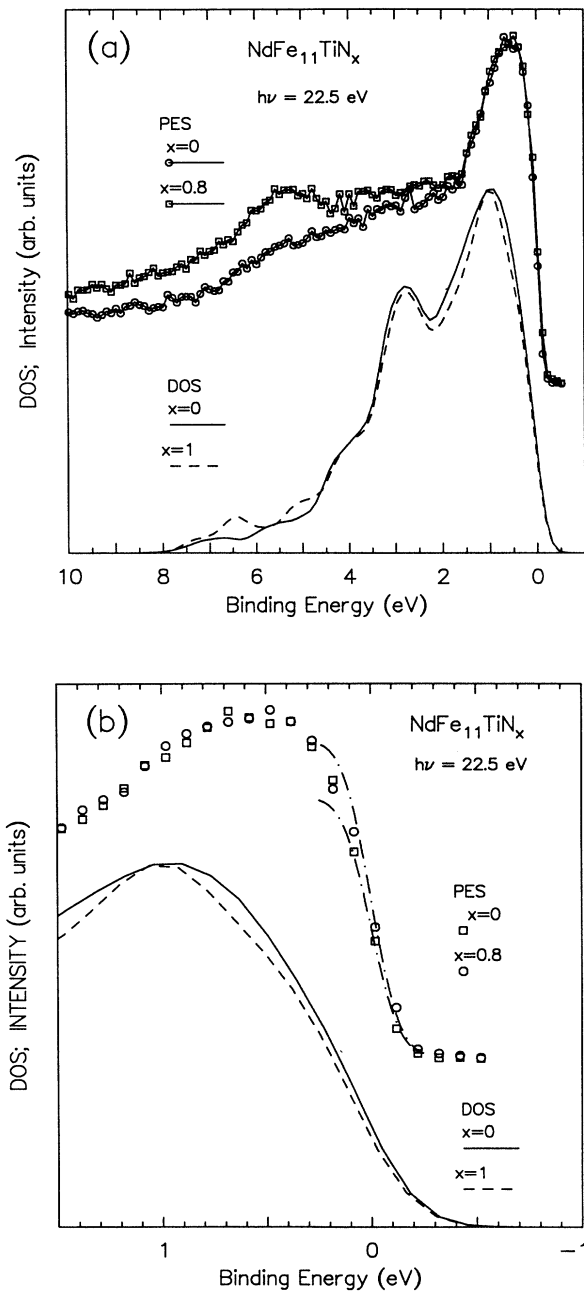 (a)
NdFe₁₁TiNₓ
hν = 22.5 eV
PES
x=0
x=0.8
DOS
x=0
x=1
DOS; Intensity (arb. units)
10 8 6 4 2 0
Binding Energy (eV)
(b)
NdFe₁₁TiNₓ
hν = 22.5 eV
PES
x=0
x=0.8
DOS
x=0
x=1
DOS; INTENSITY (arb. units)
1 0 −1
Binding Energy (eV)